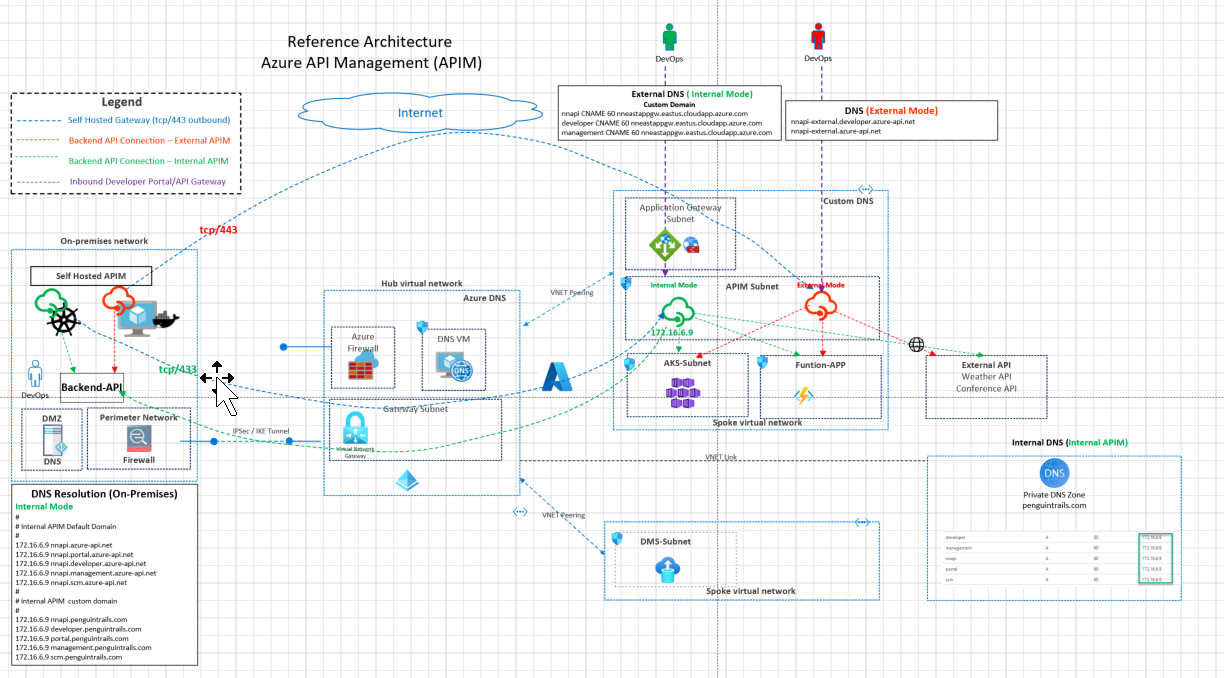 Reference Architecture
Azure API Management (APIM)
DevOps
DevOps
Legend
Self Hosted Gateway (tcp/443 outbound)
Backend API Connection – External APIM
Backend API Connection – Internal APIM
Inbound Developer Portal/API Gateway
Internet
External DNS ( Internal Mode)
Custom Domain
nnapi CNAME 60 nneastappgw.eastus.cloudapp.azure.com
developer CNAME 60 nneastappgw.eastus.cloudapp.azure.com
management CNAME 60 nneastappgw.eastus.cloudapp.azure.com
DNS (External Mode)
nnapi-external.developer.azure-api.net
nnapi-external.azure-api.net
tcp/443
On-premises network
Self Hosted APIM
tcp/433
Backend-API
DevOps
DMZ
DNS
Perimeter Network
Firewall
IPSec / IKE Tunnel
Hub virtual network
Azure DNS
Azure
Firewall
DNS VM
DNS
Gateway Subnet
Virtual Network
Gateway
VNET Peering
Custom DNS
Application Gateway
Subnet
Internal Mode
APIM Subnet
External Mode
172.16.6.9
AKS-Subnet
Funtion-APP
Spoke virtual network
External API
Weather API
Conference API
VNET Link
VNET Peering
DMS-Subnet
Spoke virtual network
Internal DNS (Internal APIM)
DNS
Private DNS Zone
penguintrails.com
developer A 60 172.16.6.9
management A 60 172.16.6.9
nnapi A 60 172.16.6.9
portal A 60 172.16.6.9
scm A 60 172.16.6.9
DNS Resolution (On-Premises)
Internal Mode
#
# Internal APIM Default Domain
#
172.16.6.9 nnapi.azure-api.net
172.16.6.9 nnapi.portal.azure-api.net
172.16.6.9 nnapi.developer.azure-api.net
172.16.6.9 nnapi.management.azure-api.net
172.16.6.9 nnapi.scm.azure-api.net
#
# internal APIM custom domain
#
172.16.6.9 nnapi.penguintrails.com
172.16.6.9 developer.penguintrails.com
172.16.6.9 portal.penguintrails.com
172.16.6.9 management.penguintrails.com
172.16.6.9 scm.penguintrails.com